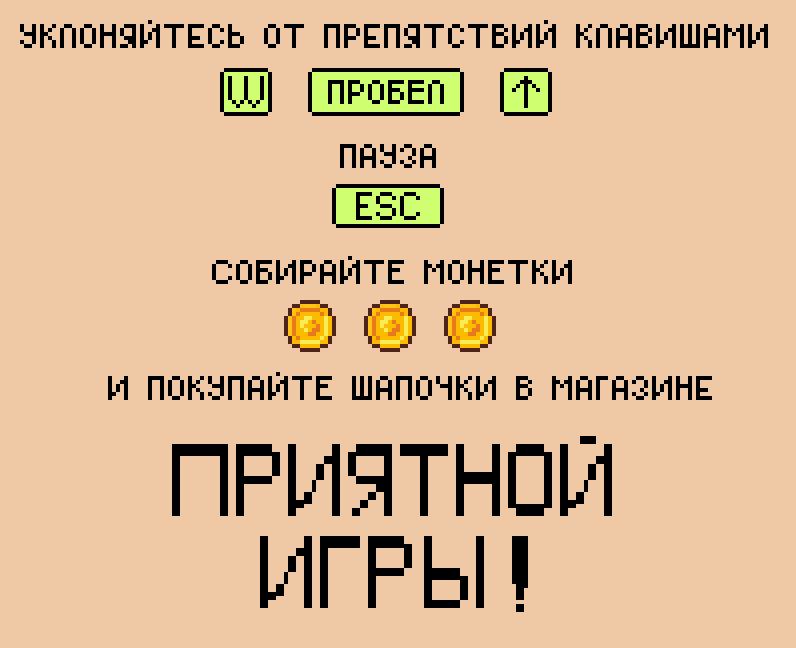 УКЛОНЯЙТЕСЬ ОТ ПРЕПЯТСТВИЙ КЛАВИШАМИ
W ПРОБЕЛ ↑
ПАУЗА
ESC
СОБИРАЙТЕ МОНЕТКИ
И ПОКУПАЙТЕ ШАПОЧКИ В МАГАЗИНЕ
ПРИЯТНОЙ
ИГРЫ!